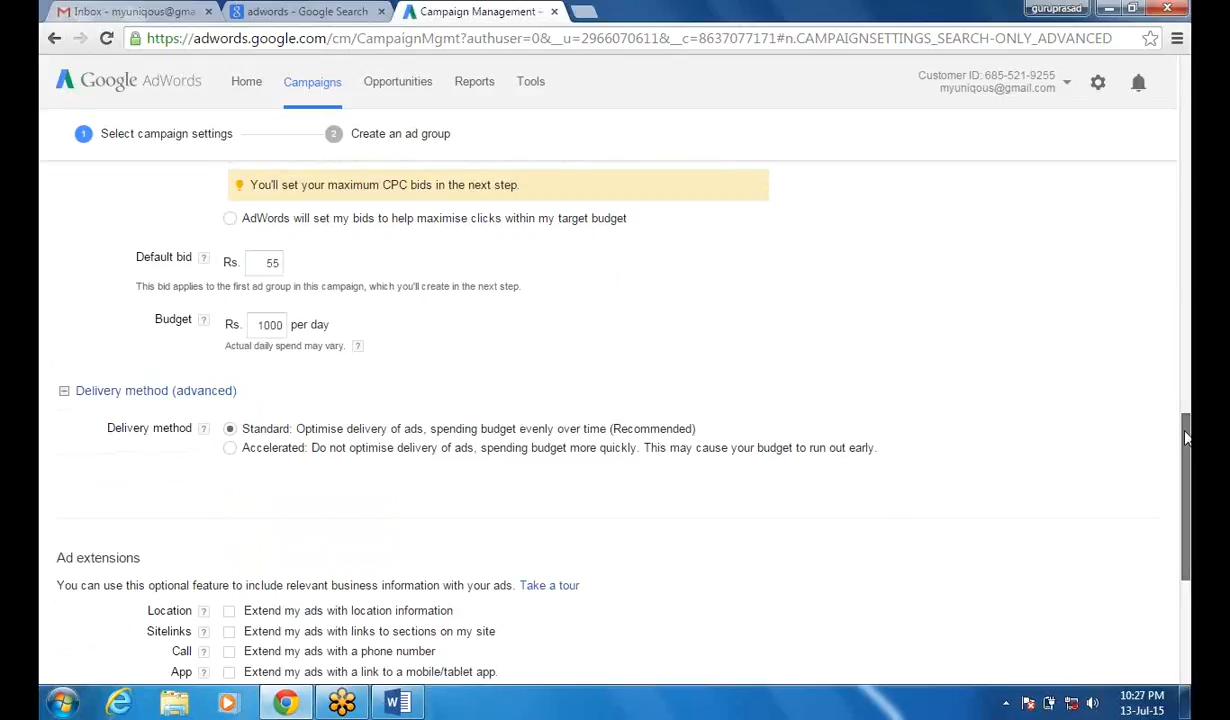 guruprasad
Inbox - myuniqous@gma
adwords - Google Search
Campaign Management -
https://adwords.google.com/cm/CampaignMgmt?authuser=0&__u=2966070611&__c=8637077171#n.CAMPAIGNSETTINGS_SEARCH-ONLY_ADVANCED
Google AdWords
Home
Campaigns
Opportunities
Reports
Tools
Customer ID: 685-521-9255
myuniqous@gmail.com
1 Select campaign settings
2 Create an ad group
You'll set your maximum CPC bids in the next step.
AdWords will set my bids to help maximise clicks within my target budget
Default bid ? Rs. 55
This bid applies to the first ad group in this campaign, which you'll create in the next step.
Budget ? Rs. 1000 per day
Actual daily spend may vary. ?
Delivery method (advanced)
Delivery method ? Standard: Optimise delivery of ads, spending budget evenly over time (Recommended)
Accelerated: Do not optimise delivery of ads, spending budget more quickly. This may cause your budget to run out early.
Ad extensions
You can use this optional feature to include relevant business information with your ads. Take a tour
Location ? Extend my ads with location information
Sitelinks ? Extend my ads with links to sections on my site
Call ? Extend my ads with a phone number
App ? Extend my ads with a link to a mobile/tablet app.
10:27 PM
13-Jul-15